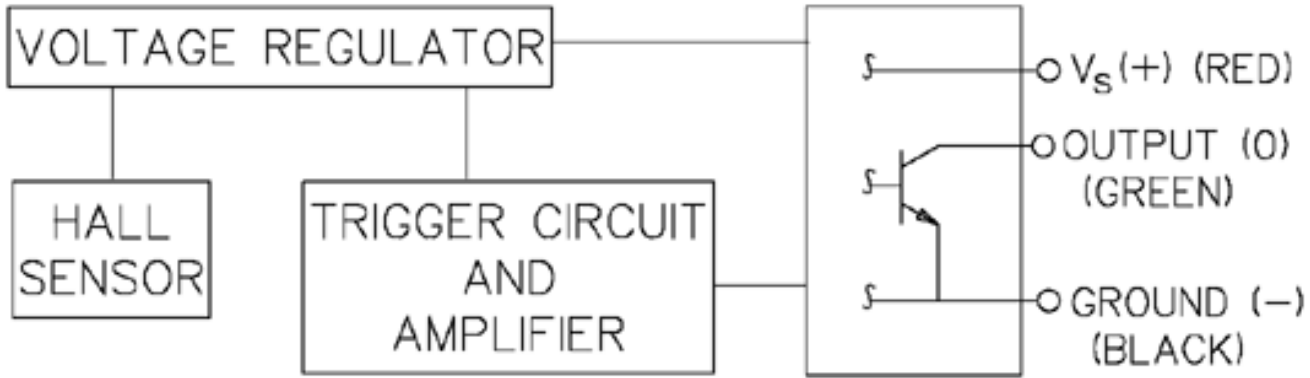 VOLTAGE REGULATOR
HALL
SENSOR
TRIGGER CIRCUIT
AND
AMPLIFIER
Vs(+) (RED)
OUTPUT (O)
(GREEN)
GROUND (−)
(BLACK)